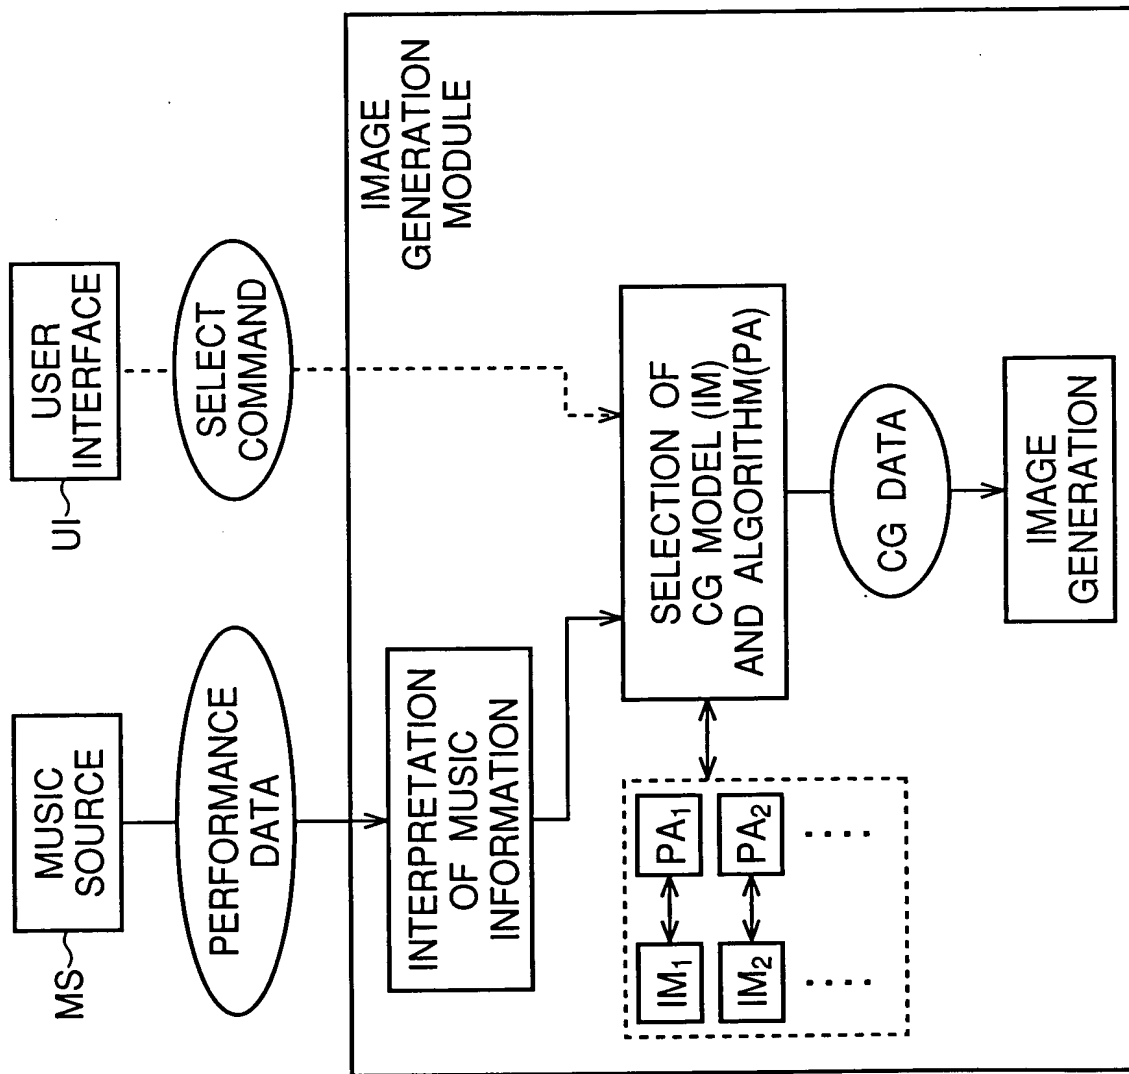 MS
MUSIC
SOURCE
UI
USER
INTERFACE
PERFORMANCE
DATA
SELECT
COMMAND
IMAGE
GENERATION
MODULE
INTERPRETATION
OF MUSIC
INFORMATION
IM1
PA1
IM2
PA2
SELECTION OF
CG MODEL (IM)
AND ALGORITHM(PA)
CG DATA
IMAGE
GENERATION